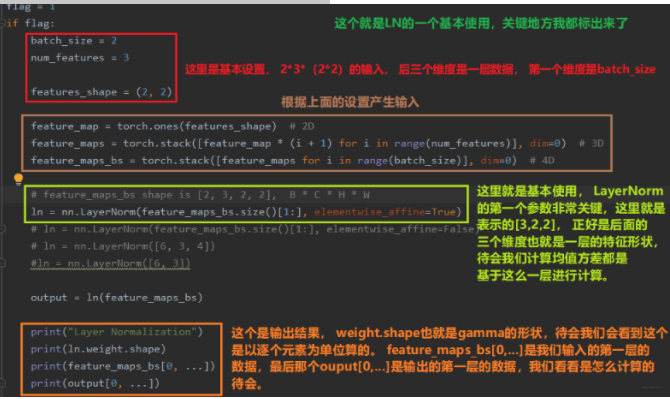 flag = 1
这个就是LN的一个基本使用，关键地方我都标出来了
if flag:
batch_size = 2
num_features = 3
这里是基本设置， 2*3*（2*2）的输入， 后三个维度是一层数据， 第一个维度是batch_size
features_shape = (2, 2)
根据上面的设置产生输入
feature_map = torch.ones(features_shape)  # 2D
feature_maps = torch.stack([feature_map * (i + 1) for i in range(num_features)], dim=0)  # 3D
feature_maps_bs = torch.stack([feature_maps for i in range(batch_size)], dim=0)  # 4D
# feature_maps_bs shape is [2, 3, 2, 2],  B * C * H * W
ln = nn.LayerNorm(feature_maps_bs.size()[1:], elementwise_affine=True)
# ln = nn.LayerNorm(feature_maps_bs.size()[1:], elementwise_affine=False
# ln = nn.LayerNorm([6, 3, 4])
#ln = nn.LayerNorm([6, 3])
这里就是基本使用， LayerNorm
的第一个参数非常关键，这里就是
表示的[3,2,2]， 正好是后面的
三个维度也就是一层的特征形状，
待会我们计算均值方差都是
基于这么一层进行计算。
output = ln(feature_maps_bs)
print("Layer Normalization")
print(ln.weight.shape)
print(feature_maps_bs[0, ...])
print(output[0, ...])
这个是输出结果， weight.shape也就是gamma的形状，待会我们会看到这个
是以逐个元素为单位算的。 feature_maps_bs[0,...]是我们输入的第一层的
数据，最后那个ouput[0,...]是输出的第一层的数据，我们看看是怎么计算的
待会。